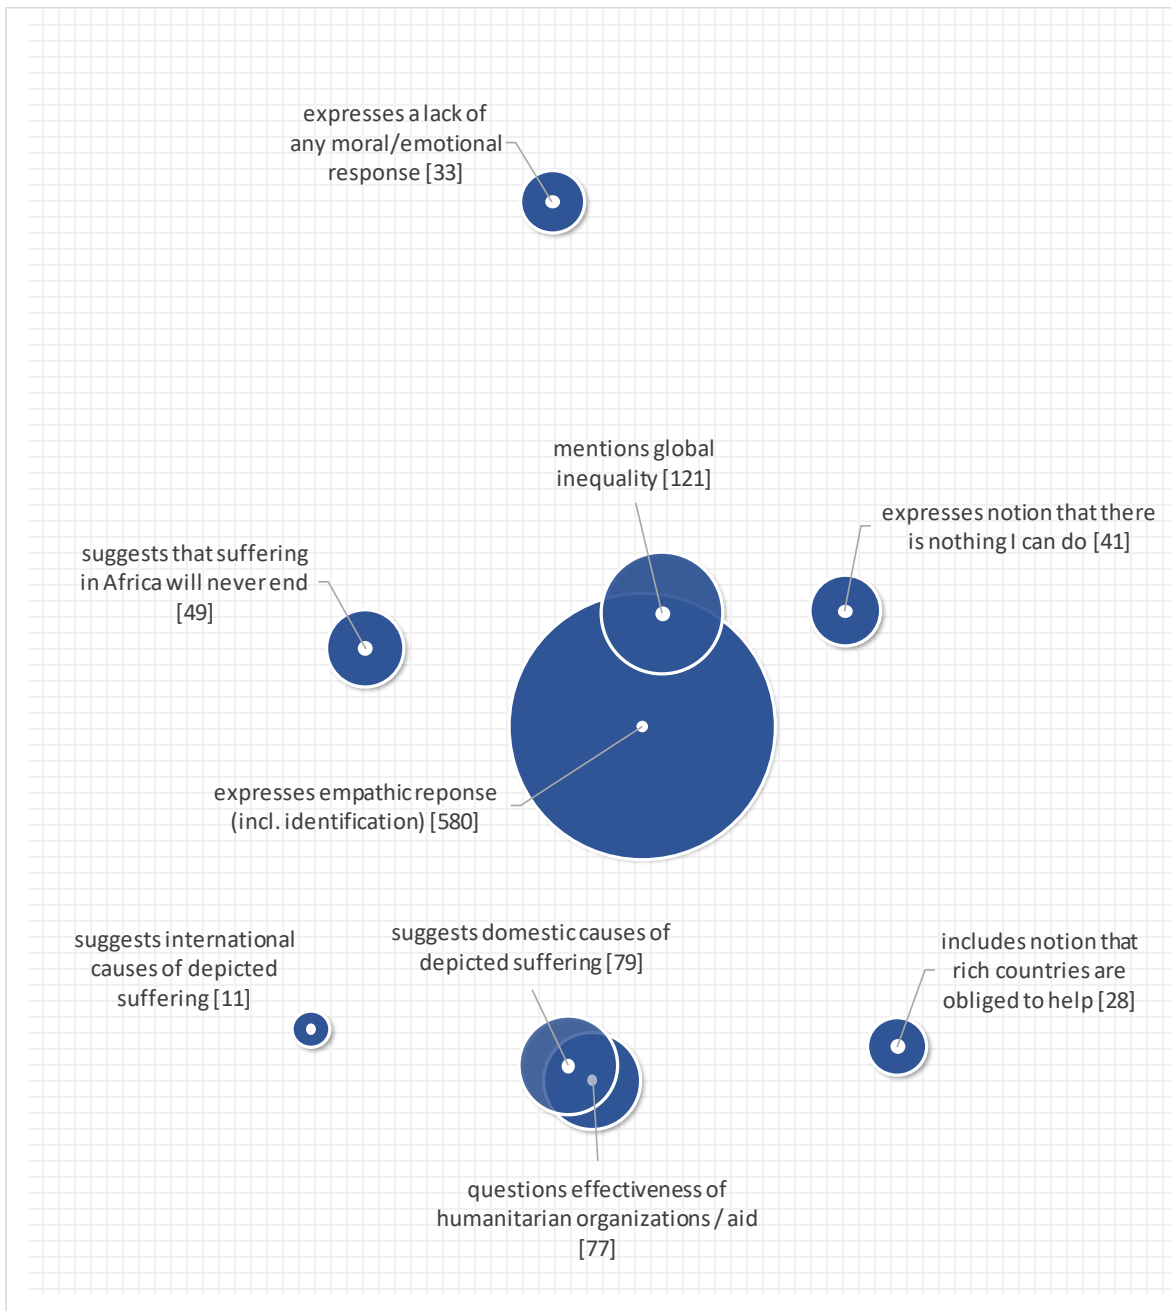 expresses a lack of
any moral/emotional
response [33]
mentions global
inequality [121]
expresses notion that there
is nothing I can do [41]
suggests that suffering
in Africa will never end
[49]
expresses empathic reponse
(incl. identification) [580]
suggests international
causes of depicted
suffering [11]
suggests domestic causes of
depicted suffering [79]
includes notion that
rich countries are
obliged to help [28]
questions effectiveness of
humanitarian organizations / aid
[77]